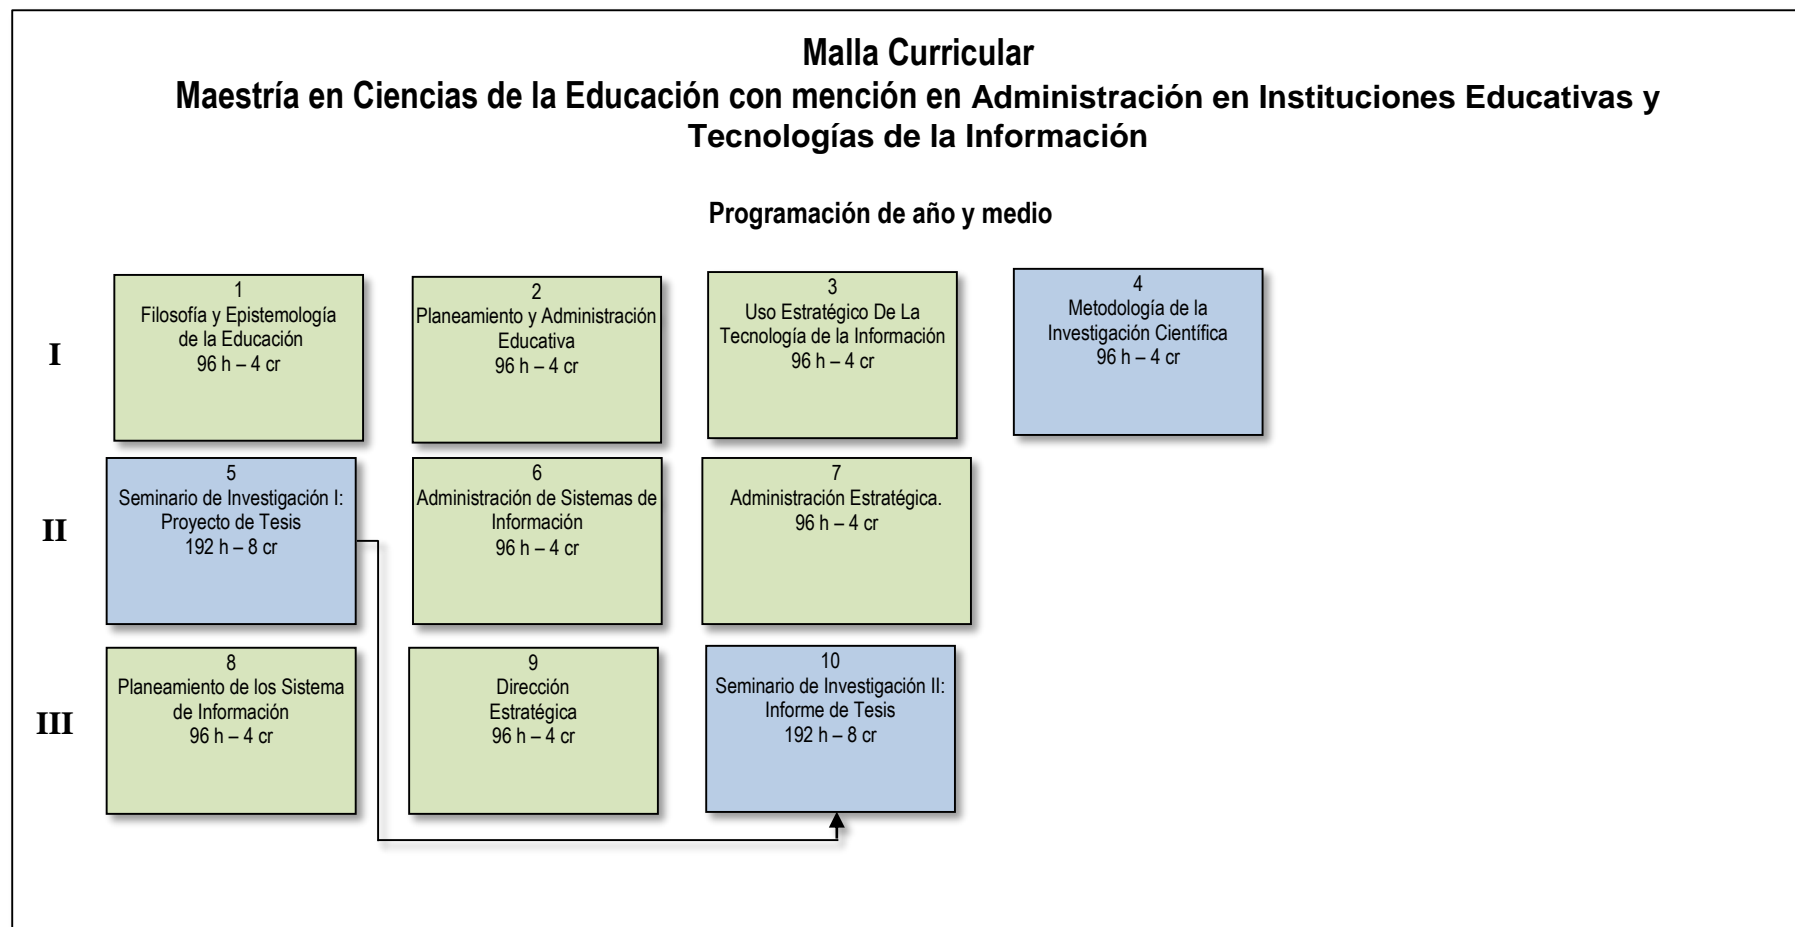 Malla Curricular
Maestría en Ciencias de la Educación con mención en Administración en Instituciones Educativas y
Tecnologías de la Información
Programación de año y medio
I
1
Filosofía y Epistemología
de la Educación
96 h – 4 cr
2
Planeamiento y Administración
Educativa
96 h – 4 cr
3
Uso Estratégico De La
Tecnología de la Información
96 h – 4 cr
4
Metodología de la
Investigación Científica
96 h – 4 cr
II
5
Seminario de Investigación I:
Proyecto de Tesis
192 h – 8 cr
6
Administración de Sistemas de
Información
96 h – 4 cr
7
Administración Estratégica.
96 h – 4 cr
III
8
Planeamiento de los Sistema
de Información
96 h – 4 cr
9
Dirección
Estratégica
96 h – 4 cr
10
Seminario de Investigación II:
Informe de Tesis
192 h – 8 cr